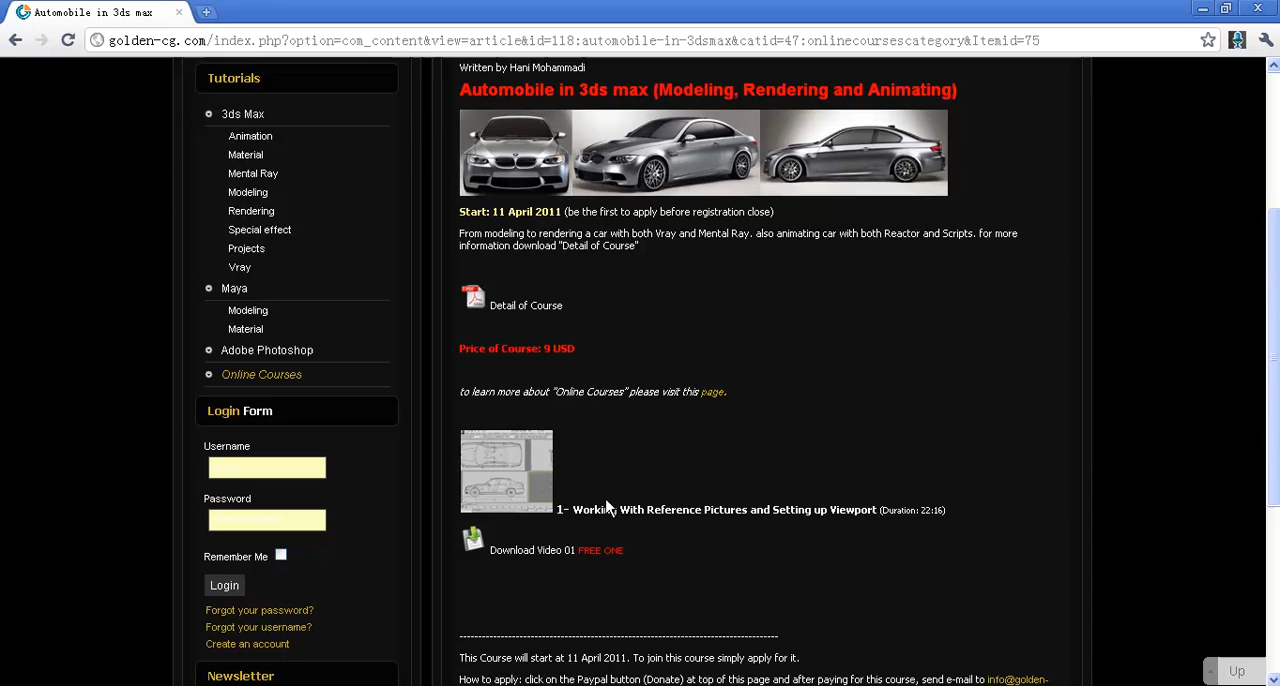 Automobile in 3ds max
golden-cg.com/index.php?option=com_content&view=article&id=118:automobile-in-3dsmax&catid=47:onlinecoursescategory&Itemid=75
Tutorials
3ds Max
Animation
Material
Mental Ray
Modeling
Rendering
Special effect
Projects
Vray
Maya
Modeling
Material
Adobe Photoshop
Online Courses
Login Form
Username
Password
Remember Me
Login
Forgot your password?
Forgot your username?
Create an account
Newsletter
Written by Hani Mohammadi
Automobile in 3ds max (Modeling, Rendering and Animating)
Start: 11 April 2011 (be the first to apply before registration close)
From modeling to rendering a car with both Vray and Mental Ray. also animating car with both Reactor and Scripts. for more
information download "Detail of Course"
Detail of Course
Price of Course: 9 USD
to learn more about "Online Courses" please visit this page.
1- Working With Reference Pictures and Setting up Viewport (Duration: 22:16)
Download Video 01 FREE ONE
--------------------------------------------------------------------------------
This Course will start at 11 April 2011. To join this course simply apply for it.
How to apply: click on the Paypal button (Donate) at top of this page and after paying for this course, send e-mail to info@golden-
Up